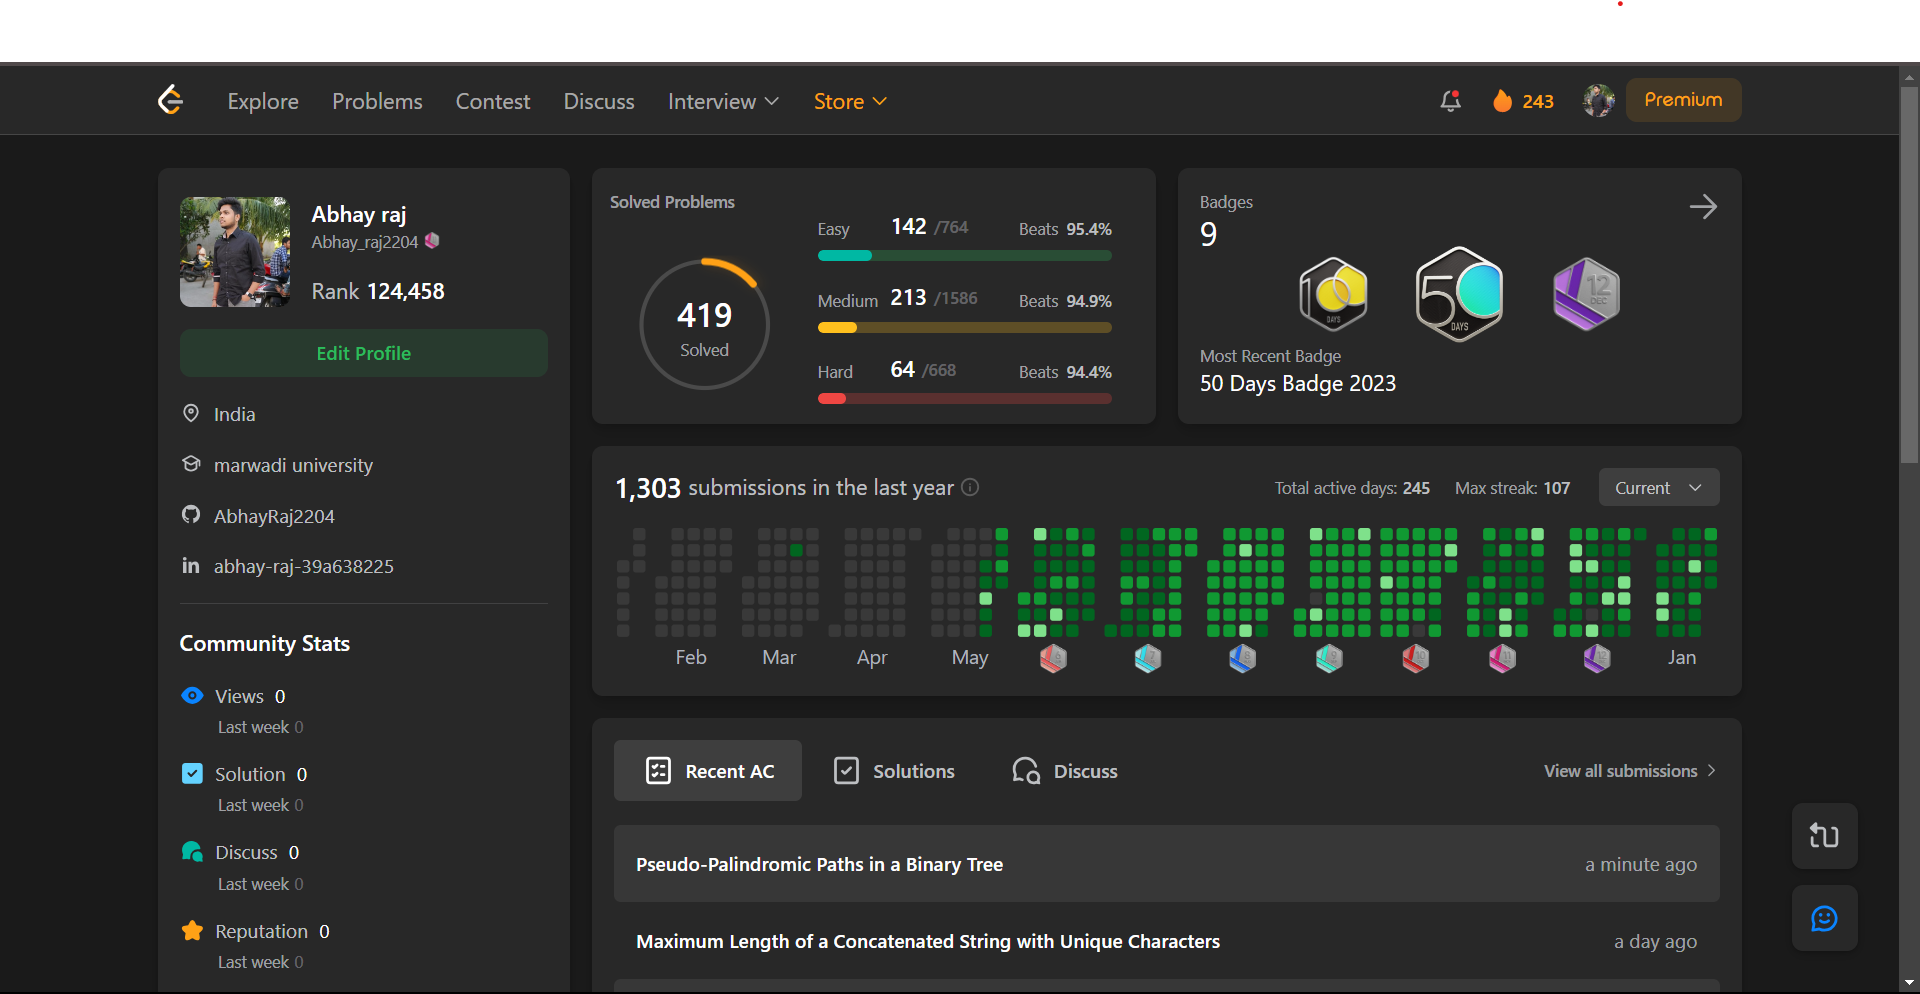 Explore Problems Contest Discuss Interview Store 243 Premium
Abhay raj
Abhay_raj2204
Rank 124,458
Edit Profile
India
marwadi university
AbhayRaj2204
abhay-raj-39a638225
Community Stats
Views 0
Last week 0
Solution 0
Last week 0
Discuss 0
Last week 0
Reputation 0
Last week 0
Solved Problems
419
Solved
Easy 142 /764 Beats 95.4%
Medium 213 /1586 Beats 94.9%
Hard 64 /668 Beats 94.4%
Badges
9
100
DAYS
50
DAYS
12
DEC
Most Recent Badge
50 Days Badge 2023
1,303 submissions in the last year Total active days: 245 Max streak: 107 Current
Feb Mar Apr May Jan
Recent AC Solutions Discuss View all submissions
Pseudo-Palindromic Paths in a Binary Tree a minute ago
Maximum Length of a Concatenated String with Unique Characters a day ago